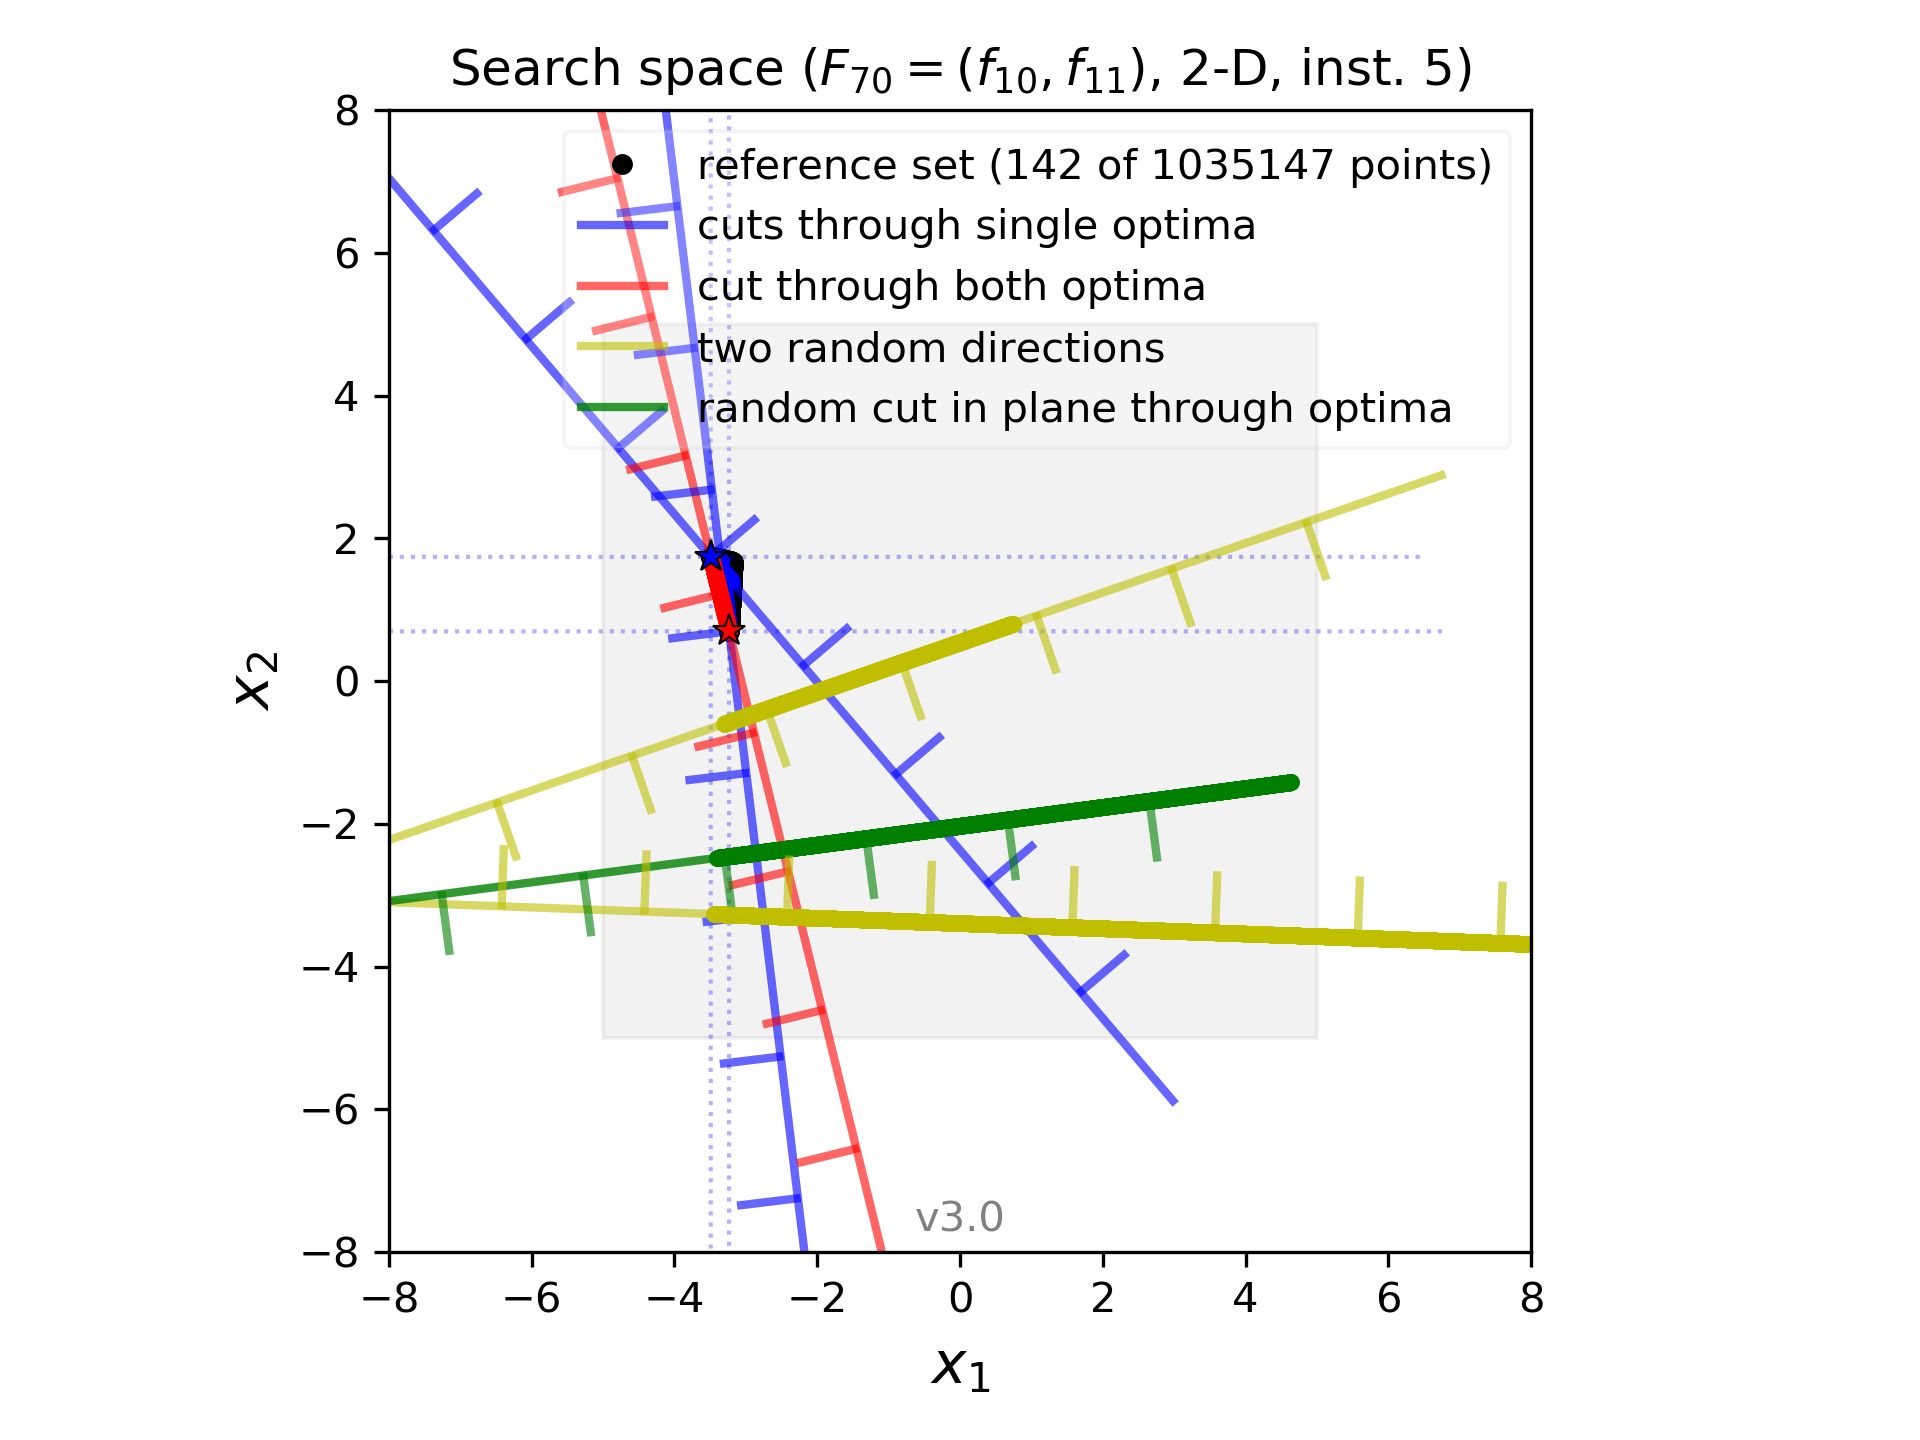 Search space (F₇₀ = (f₁₀, f₁₁), 2-D, inst. 5)
reference set (142 of 1035147 points)
cuts through single optima
cut through both optima
two random directions
random cut in plane through optima
8
6
4
2
0
−2
−4
−6
−8
x₂
v3.0
−8 −6 −4 −2 0 2 4 6 8
x₁